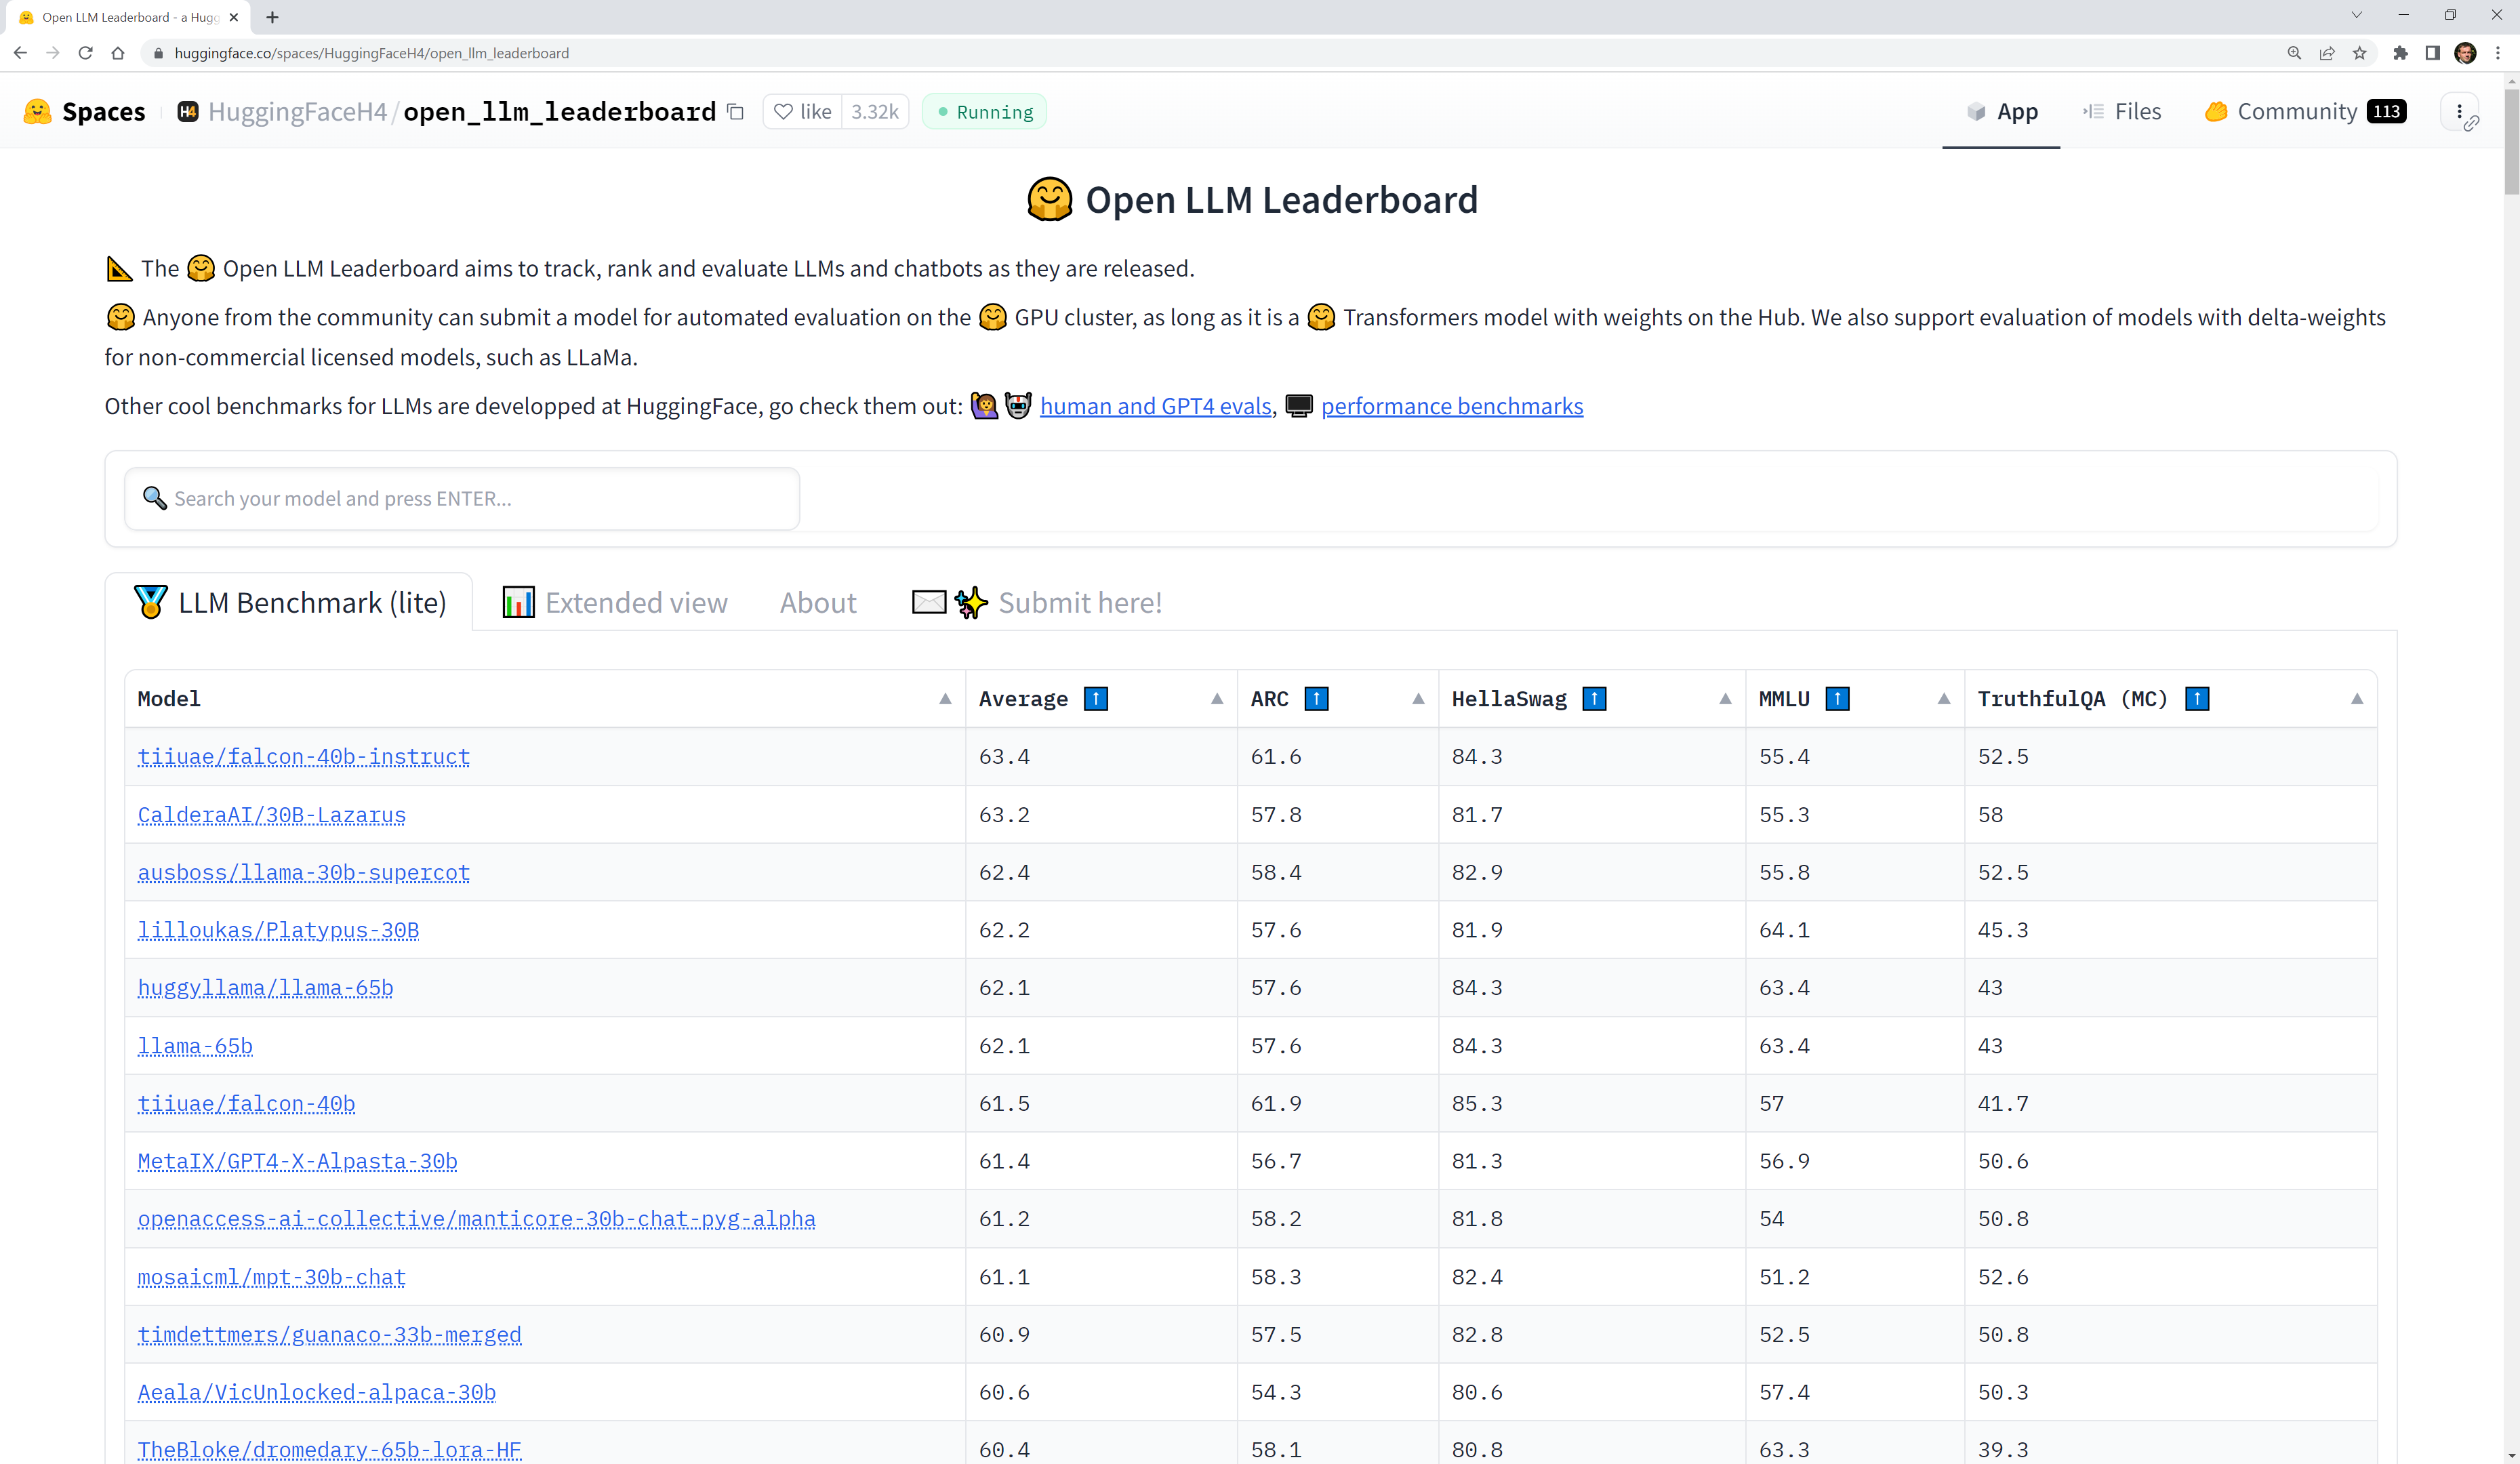 Open LLM Leaderboard - a Hugg
huggingface.co/spaces/HuggingFaceH4/open_llm_leaderboard
Spaces H4 HuggingFaceH4/open_llm_leaderboard like 3.32k Running App Files Community 113
🤗 Open LLM Leaderboard
📐 The 🤗 Open LLM Leaderboard aims to track, rank and evaluate LLMs and chatbots as they are released.
🤗 Anyone from the community can submit a model for automated evaluation on the 🤗 GPU cluster, as long as it is a 🤗 Transformers model with weights on the Hub. We also support evaluation of models with delta-weights
for non-commercial licensed models, such as LLaMa.
Other cool benchmarks for LLMs are developped at HuggingFace, go check them out: 🙋🤖 human and GPT4 evals, 🖥️ performance benchmarks
🔍 Search your model and press ENTER...
🏅 LLM Benchmark (lite) 📊 Extended view About ✉️✨ Submit here!
Model Average ⬆️ ARC ⬆️ HellaSwag ⬆️ MMLU ⬆️ TruthfulQA (MC) ⬆️
tiiuae/falcon-40b-instruct 63.4 61.6 84.3 55.4 52.5
CalderaAI/30B-Lazarus 63.2 57.8 81.7 55.3 58
ausboss/llama-30b-supercot 62.4 58.4 82.9 55.8 52.5
lilloukas/Platypus-30B 62.2 57.6 81.9 64.1 45.3
huggyllama/llama-65b 62.1 57.6 84.3 63.4 43
llama-65b 62.1 57.6 84.3 63.4 43
tiiuae/falcon-40b 61.5 61.9 85.3 57 41.7
MetaIX/GPT4-X-Alpasta-30b 61.4 56.7 81.3 56.9 50.6
openaccess-ai-collective/manticore-30b-chat-pyg-alpha 61.2 58.2 81.8 54 50.8
mosaicml/mpt-30b-chat 61.1 58.3 82.4 51.2 52.6
timdettmers/guanaco-33b-merged 60.9 57.5 82.8 52.5 50.8
Aeala/VicUnlocked-alpaca-30b 60.6 54.3 80.6 57.4 50.3
TheBloke/dromedary-65b-lora-HF 60.4 58.1 80.8 63.3 39.3